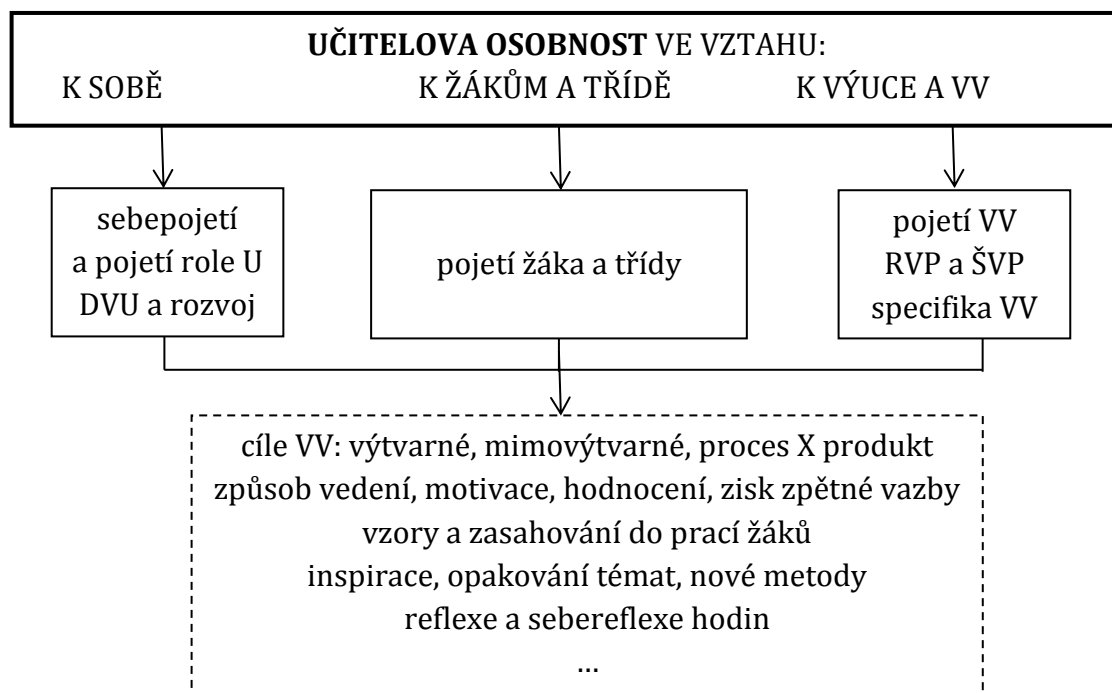 UČITELOVA OSOBNOST VE VZTAHU:
K SOBĚ K ŽÁKŮM A TŘÍDĚ K VÝUCE A VV
sebepojetí
a pojetí role U
DVU a rozvoj
pojetí žáka a třídy
pojetí VV
RVP a ŠVP
specifika VV
cíle VV: výtvarné, mimovýtvarné, proces X produkt
způsob vedení, motivace, hodnocení, zisk zpětné vazby
vzory a zasahování do prací žáků
inspirace, opakování témat, nové metody
reflexe a sebereflexe hodin
...